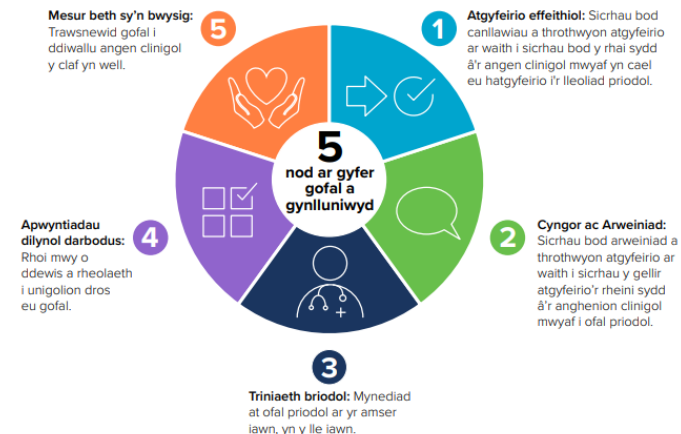 5
nod ar gyfer
gofal a
gynlluniwyd
1
Atgyfeirio effeithiol: Sicrhau bod
canllawiau a throthwyon atgyfeirio
ar waith i sicrhau bod y rhai sydd
â'r angen clinigol mwyaf yn cael
eu hatgyfeirio i'r lleoliad priodol.
2
Cyngor ac Arweiniad:
Sicrhau bod arweiniad a
throthwyon atgyfeirio ar
waith i sicrhau y gellir
atgyfeirio'r rheini sydd
â'r anghenion clinigol
mwyaf i ofal priodol.
3
Triniaeth briodol: Mynediad
at ofal priodol ar yr amser
iawn, yn y lle iawn.
4
Apwyntiadau
dilynol darbodus:
Rhoi mwy o
ddewis a rheolaeth
i unigolion dros
eu gofal.
5
Mesur beth sy'n bwysig:
Trawsnewid gofal i
ddiwallu angen clinigol
y claf yn well.